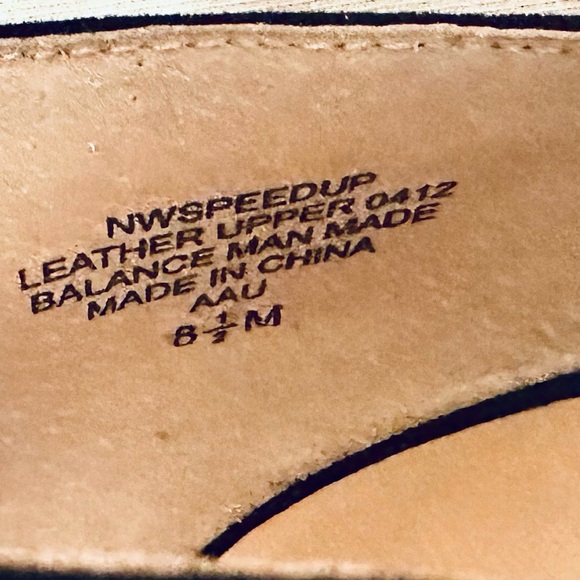 NWSPEEDUP
LEATHER UPPER 0412
BALANCE MAN MADE
MADE IN CHINA
AAU
8 1/2 M